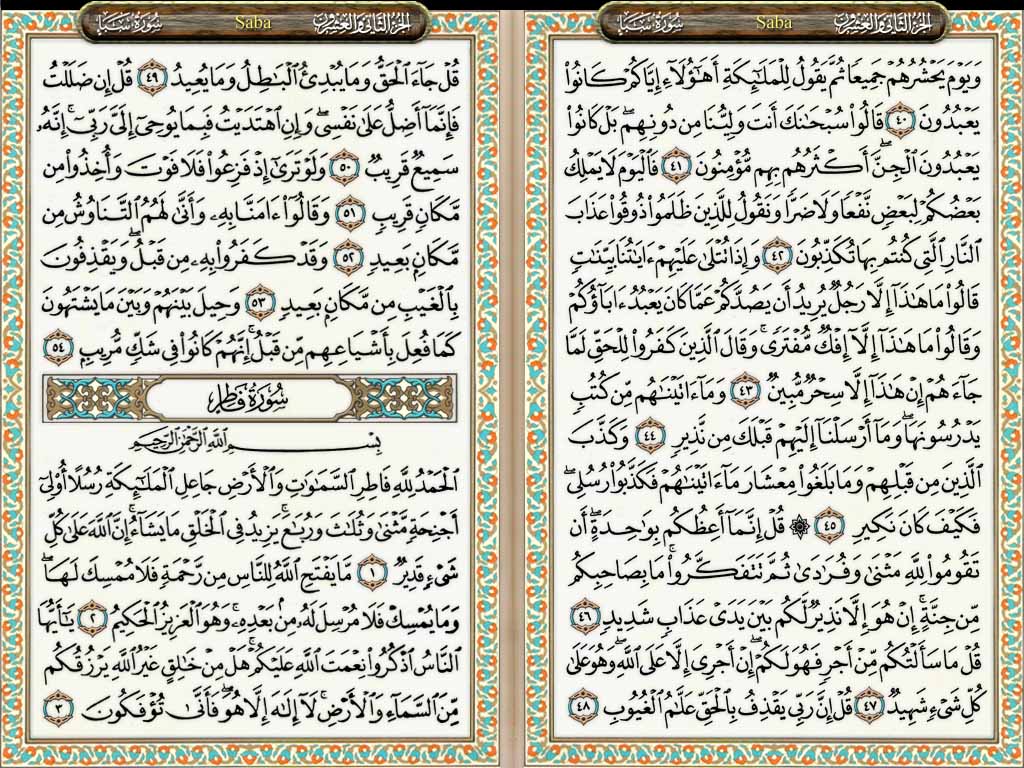 الجزء الثاني والعشرون Saba سورة سبإ
وَيَوْمَ يَحْشُرُهُمْ جَمِيعًا ثُمَّ يَقُولُ لِلْمَلَٰٓئِكَةِ أَهَٰٓؤُلَآءِ إِيَّاكُمْ كَانُوا۟
يَعْبُدُونَ ٤٠ قَالُوا۟ سُبْحَٰنَكَ أَنتَ وَلِيُّنَا مِن دُونِهِم ۖ بَلْ كَانُوا۟
يَعْبُدُونَ ٱلْجِنَّ ۖ أَكْثَرُهُم بِهِم مُّؤْمِنُونَ ٤١ فَٱلْيَوْمَ لَا يَمْلِكُ
بَعْضُكُمْ لِبَعْضٍ نَّفْعًا وَلَا ضَرًّا وَنَقُولُ لِلَّذِينَ ظَلَمُوا۟ ذُوقُوا۟ عَذَابَ
ٱلنَّارِ ٱلَّتِى كُنتُم بِهَا تُكَذِّبُونَ ٤٢ وَإِذَا تُتْلَىٰ عَلَيْهِمْ ءَايَٰتُنَا بَيِّنَٰتٍ
قَالُوا۟ مَا هَٰذَآ إِلَّا رَجُلٌ يُرِيدُ أَن يَصُدَّكُمْ عَمَّا كَانَ يَعْبُدُ ءَابَآؤُكُمْ
وَقَالُوا۟ مَا هَٰذَآ إِلَّآ إِفْكٌ مُّفْتَرًى ۚ وَقَالَ ٱلَّذِينَ كَفَرُوا۟ لِلْحَقِّ لَمَّا
جَآءَهُمْ إِنْ هَٰذَآ إِلَّا سِحْرٌ مُّبِينٌ ٤٣ وَمَآ ءَاتَيْنَٰهُم مِّن كُتُبٍ
يَدْرُسُونَهَا ۖ وَمَآ أَرْسَلْنَآ إِلَيْهِمْ قَبْلَكَ مِن نَّذِيرٍ ٤٤ وَكَذَّبَ
ٱلَّذِينَ مِن قَبْلِهِمْ وَمَا بَلَغُوا۟ مِعْشَارَ مَآ ءَاتَيْنَٰهُمْ فَكَذَّبُوا۟ رُسُلِى ۖ
فَكَيْفَ كَانَ نَكِيرِ ٤٥ ۞ قُلْ إِنَّمَآ أَعِظُكُم بِوَٰحِدَةٍ ۖ أَن
تَقُومُوا۟ لِلَّهِ مَثْنَىٰ وَفُرَٰدَىٰ ثُمَّ تَتَفَكَّرُوا۟ ۚ مَا بِصَاحِبِكُم
مِّن جِنَّةٍ ۚ إِنْ هُوَ إِلَّا نَذِيرٌ لَّكُم بَيْنَ يَدَىْ عَذَابٍ شَدِيدٍ ٤٦
قُلْ مَا سَأَلْتُكُم مِّنْ أَجْرٍ فَهُوَ لَكُمْ ۖ إِنْ أَجْرِىَ إِلَّا عَلَى ٱللَّهِ ۖ وَهُوَ عَلَىٰ
كُلِّ شَىْءٍ شَهِيدٌ ٤٧ قُلْ إِنَّ رَبِّى يَقْذِفُ بِٱلْحَقِّ عَلَّٰمُ ٱلْغُيُوبِ ٤٨
الجزء الثاني والعشرون Saba سورة سبإ
قُلْ جَآءَ ٱلْحَقُّ وَمَا يُبْدِئُ ٱلْبَٰطِلُ وَمَا يُعِيدُ ٤٩ قُلْ إِن ضَلَلْتُ
فَإِنَّمَآ أَضِلُّ عَلَىٰ نَفْسِى ۖ وَإِنِ ٱهْتَدَيْتُ فَبِمَا يُوحِىٓ إِلَىَّ رَبِّىٓ ۚ إِنَّهُۥ
سَمِيعٌ قَرِيبٌ ٥٠ وَلَوْ تَرَىٰٓ إِذْ فَزِعُوا۟ فَلَا فَوْتَ وَأُخِذُوا۟ مِن
مَّكَانٍ قَرِيبٍ ٥١ وَقَالُوٓا۟ ءَامَنَّا بِهِۦ وَأَنَّىٰ لَهُمُ ٱلتَّنَاوُشُ مِن
مَّكَانٍۭ بَعِيدٍ ٥٢ وَقَدْ كَفَرُوا۟ بِهِۦ مِن قَبْلُ ۖ وَيَقْذِفُونَ
بِٱلْغَيْبِ مِن مَّكَانٍۭ بَعِيدٍ ٥٣ وَحِيلَ بَيْنَهُمْ وَبَيْنَ مَا يَشْتَهُونَ
كَمَا فُعِلَ بِأَشْيَاعِهِم مِّن قَبْلُ ۚ إِنَّهُمْ كَانُوا۟ فِى شَكٍّ مُّرِيبٍۭ ٥٤
سُورَةُ فَاطِرٍ
بِسْمِ ٱللَّهِ ٱلرَّحْمَٰنِ ٱلرَّحِيمِ
ٱلْحَمْدُ لِلَّهِ فَاطِرِ ٱلسَّمَٰوَٰتِ وَٱلْأَرْضِ جَاعِلِ ٱلْمَلَٰٓئِكَةِ رُسُلًا أُو۟لِىٓ
أَجْنِحَةٍ مَّثْنَىٰ وَثُلَٰثَ وَرُبَٰعَ ۚ يَزِيدُ فِى ٱلْخَلْقِ مَا يَشَآءُ ۚ إِنَّ ٱللَّهَ عَلَىٰ كُلِّ
شَىْءٍ قَدِيرٌ ١ مَّا يَفْتَحِ ٱللَّهُ لِلنَّاسِ مِن رَّحْمَةٍ فَلَا مُمْسِكَ لَهَا ۖ
وَمَا يُمْسِكْ فَلَا مُرْسِلَ لَهُۥ مِنۢ بَعْدِهِۦ ۚ وَهُوَ ٱلْعَزِيزُ ٱلْحَكِيمُ ٢ يَٰٓأَيُّهَا
ٱلنَّاسُ ٱذْكُرُوا۟ نِعْمَتَ ٱللَّهِ عَلَيْكُمْ ۚ هَلْ مِنْ خَٰلِقٍ غَيْرُ ٱللَّهِ يَرْزُقُكُم
مِّنَ ٱلسَّمَآءِ وَٱلْأَرْضِ ۚ لَآ إِلَٰهَ إِلَّا هُوَ ۖ فَأَنَّىٰ تُؤْفَكُونَ ٣